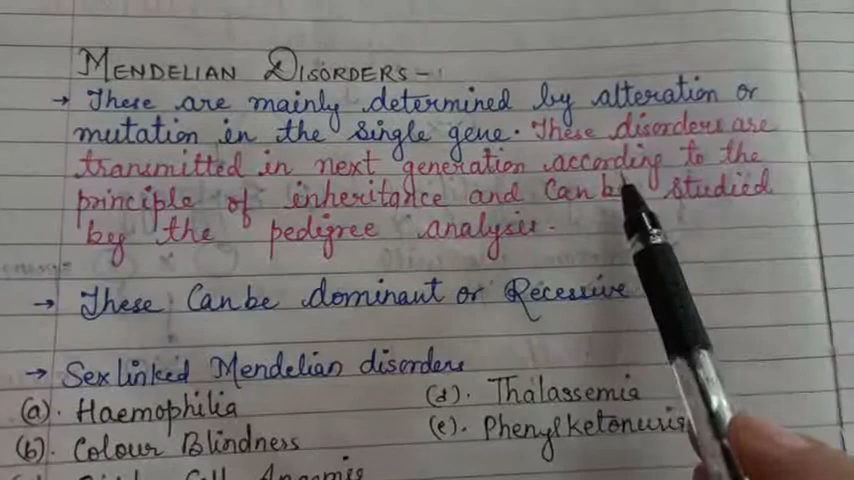 MENDELIAN DISORDERS-
→ These are mainly determined by alteration or
mutation in the single gene. These disorders are
transmitted in next generation according to the
principle of inheritance and can be studied
by the pedigree analysis.
→ These can be dominant or Recessive
→ Sex linked Mendelian disorders
(a). Haemophilia
(d). Thalassemia
(b). Colour Blindness
(e). Phenylketonuria
Cell Anaemia